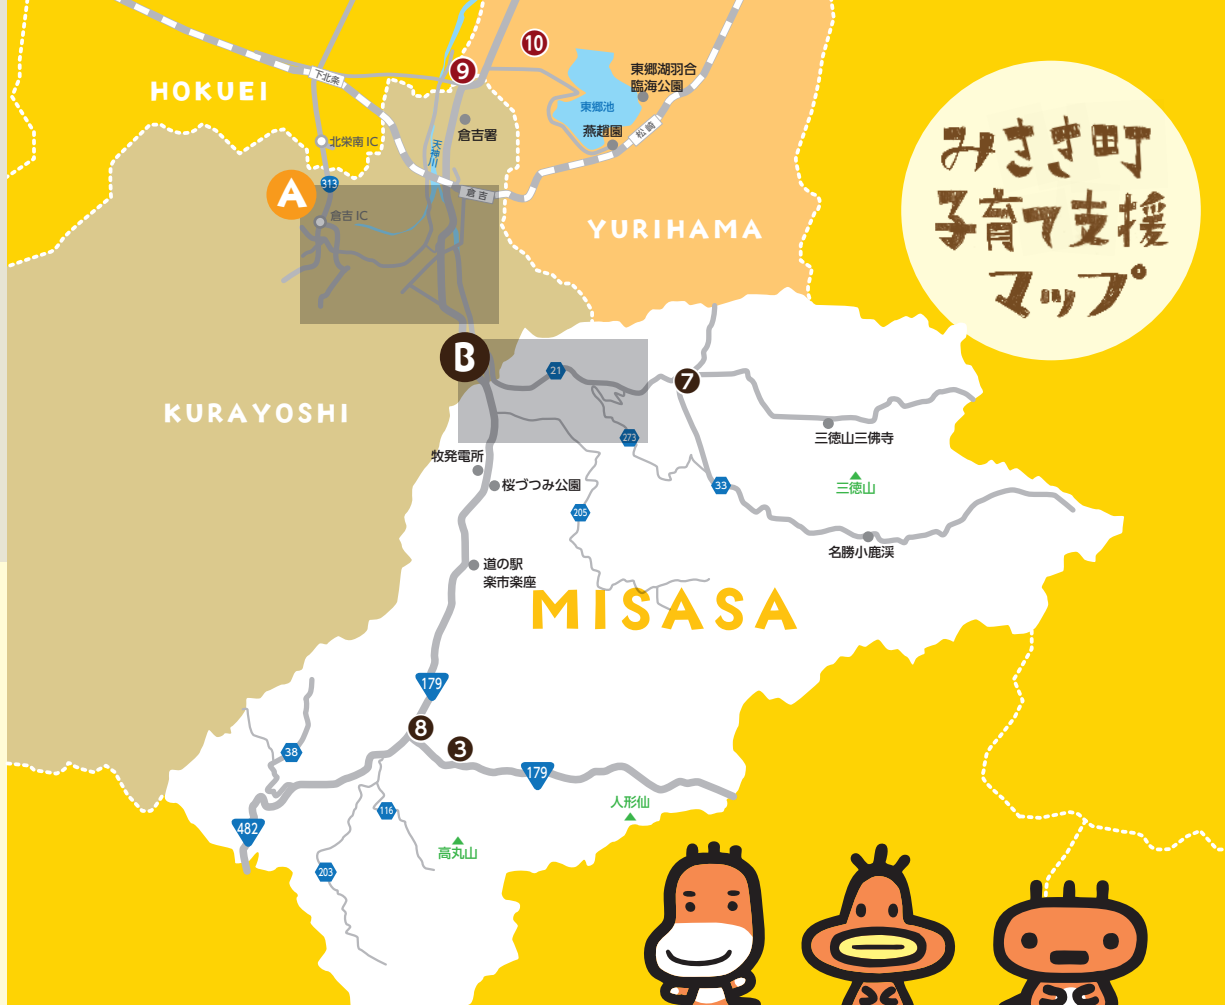 10
9
東郷湖羽合
臨海公園
下北条
HOKUEI
東郷池
倉吉署
燕趙園
松崎
北栄南 IC
天神川
みささ町
子育て支援
マップ
313
A
倉吉
倉吉 IC
YURIHAMA
B
21
7
KURAYOSHI
三徳山三佛寺
273
牧発電所
桜づつみ公園
三徳山
33
205
名勝小鹿渓
道の駅
楽市楽座
MISASA
179
8
3
38
179
人形仙
116
482
高丸山
203